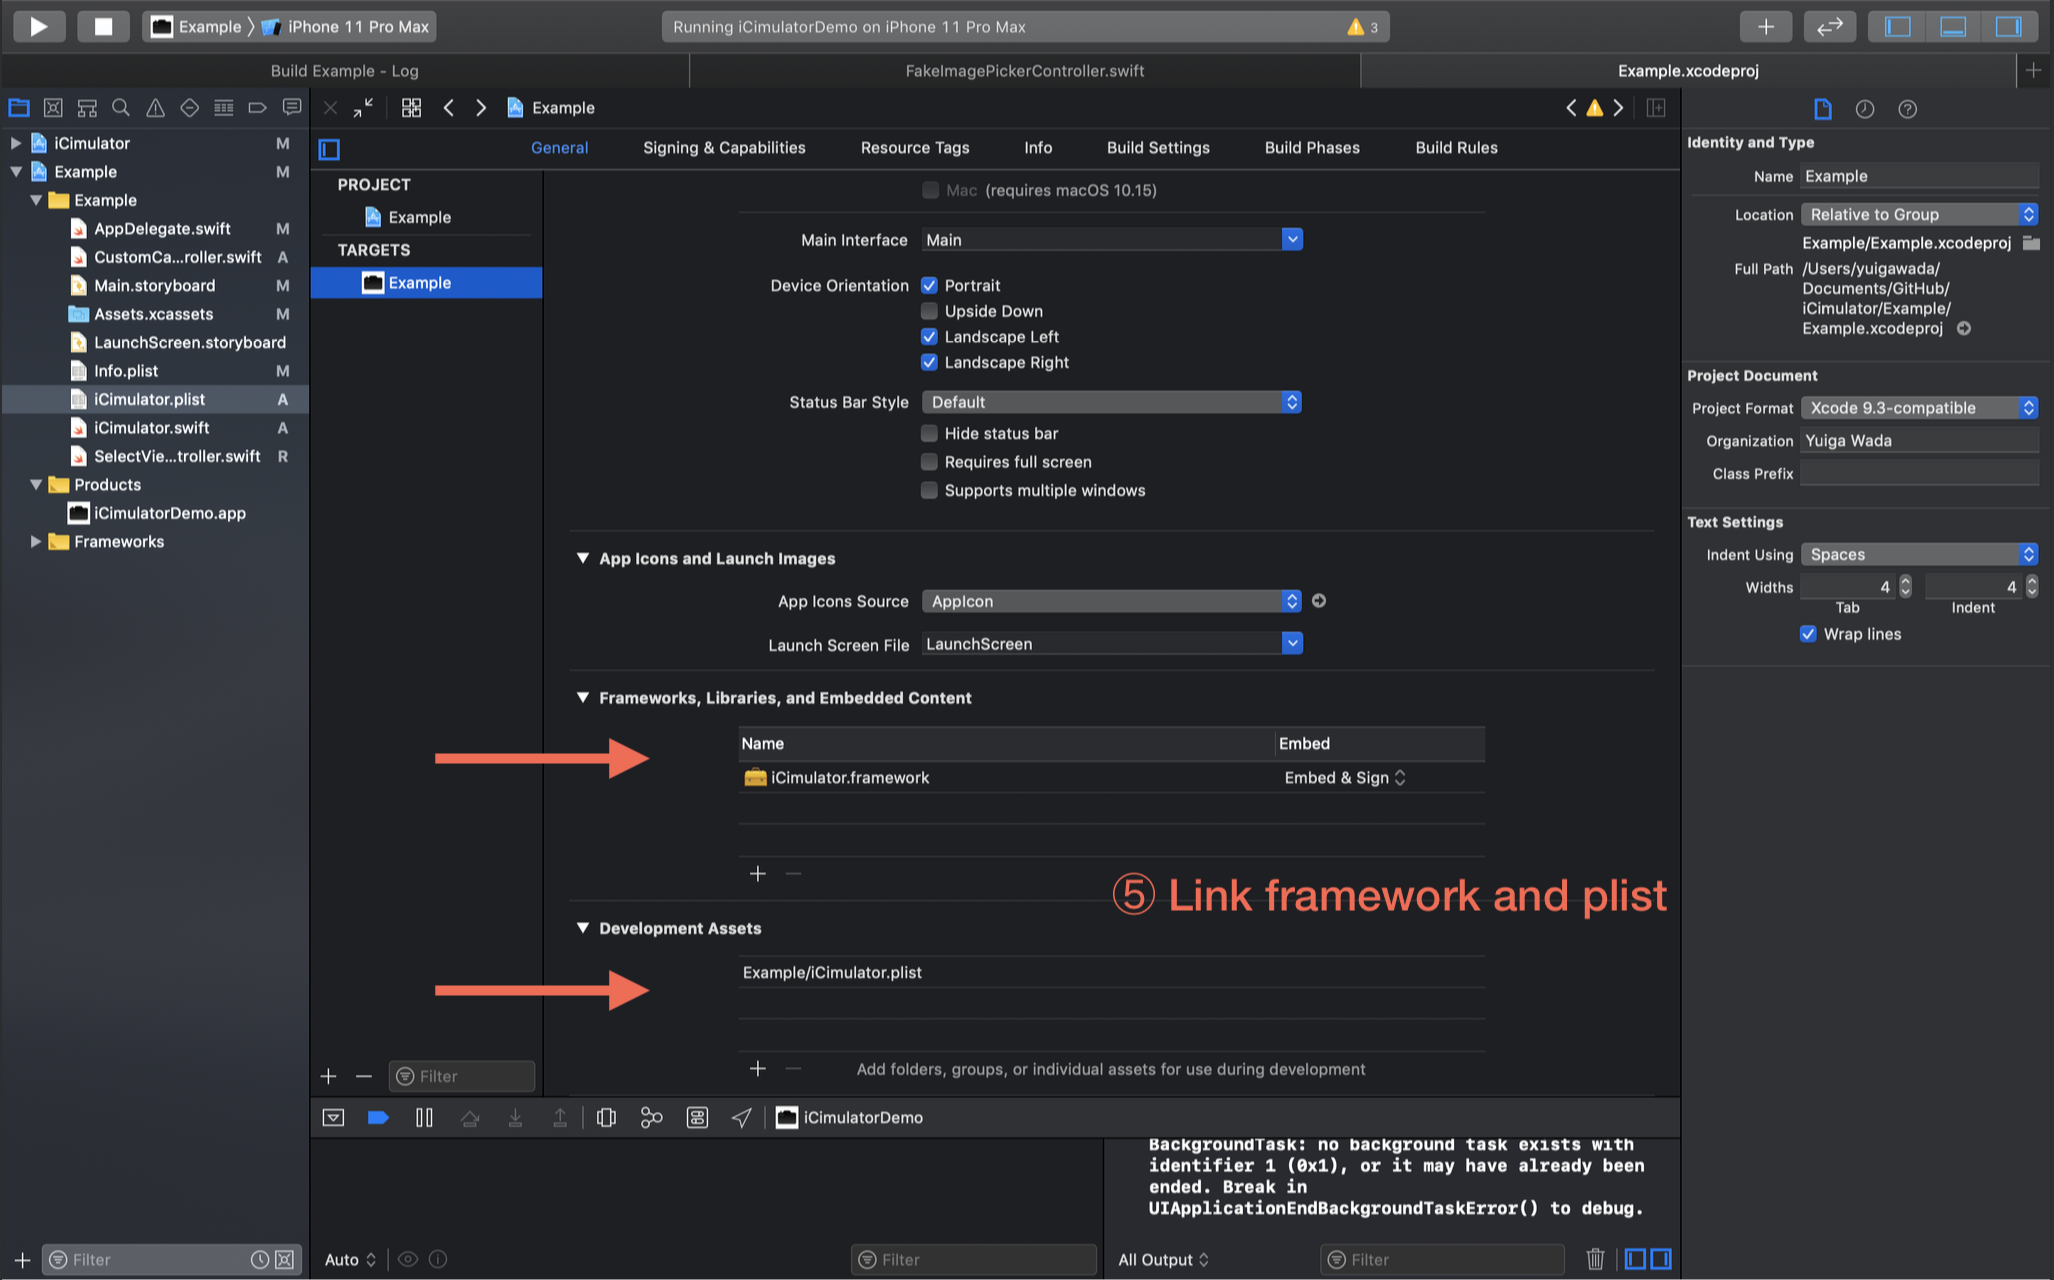 Example 〉 iPhone 11 Pro Max
Running iCimulatorDemo on iPhone 11 Pro Max
3
Build Example - Log
FakeImagePickerController.swift
Example.xcodeproj
Example
iCimulator M
Example M
Example
AppDelegate.swift M
CustomCa...roller.swift A
Main.storyboard M
Assets.xcassets M
LaunchScreen.storyboard
Info.plist M
iCimulator.plist A
iCimulator.swift A
SelectVie...troller.swift R
Products
iCimulatorDemo.app
Frameworks
Filter
General
Signing & Capabilities
Resource Tags
Info
Build Settings
Build Phases
Build Rules
PROJECT
Example
TARGETS
Example
Filter
Mac (requires macOS 10.15)
Main Interface Main
Device Orientation Portrait
Upside Down
Landscape Left
Landscape Right
Status Bar Style Default
Hide status bar
Requires full screen
Supports multiple windows
App Icons and Launch Images
App Icons Source AppIcon
Launch Screen File LaunchScreen
Frameworks, Libraries, and Embedded Content
Name Embed
iCimulator.framework Embed & Sign
⑤ Link framework and plist
Development Assets
Example/iCimulator.plist
Add folders, groups, or individual assets for use during development
iCimulatorDemo
BackgroundTask: no background task exists with
identifier 1 (0x1), or it may have already been
ended. Break in
UIApplicationEndBackgroundTaskError() to debug.
Auto
Filter
All Output
Filter
Identity and Type
Name Example
Location Relative to Group
Example/Example.xcodeproj
Full Path /Users/yuigawada/
Documents/GitHub/
iCimulator/Example/
Example.xcodeproj
Project Document
Project Format Xcode 9.3-compatible
Organization Yuiga Wada
Class Prefix
Text Settings
Indent Using Spaces
Widths 4 4
Tab Indent
Wrap lines